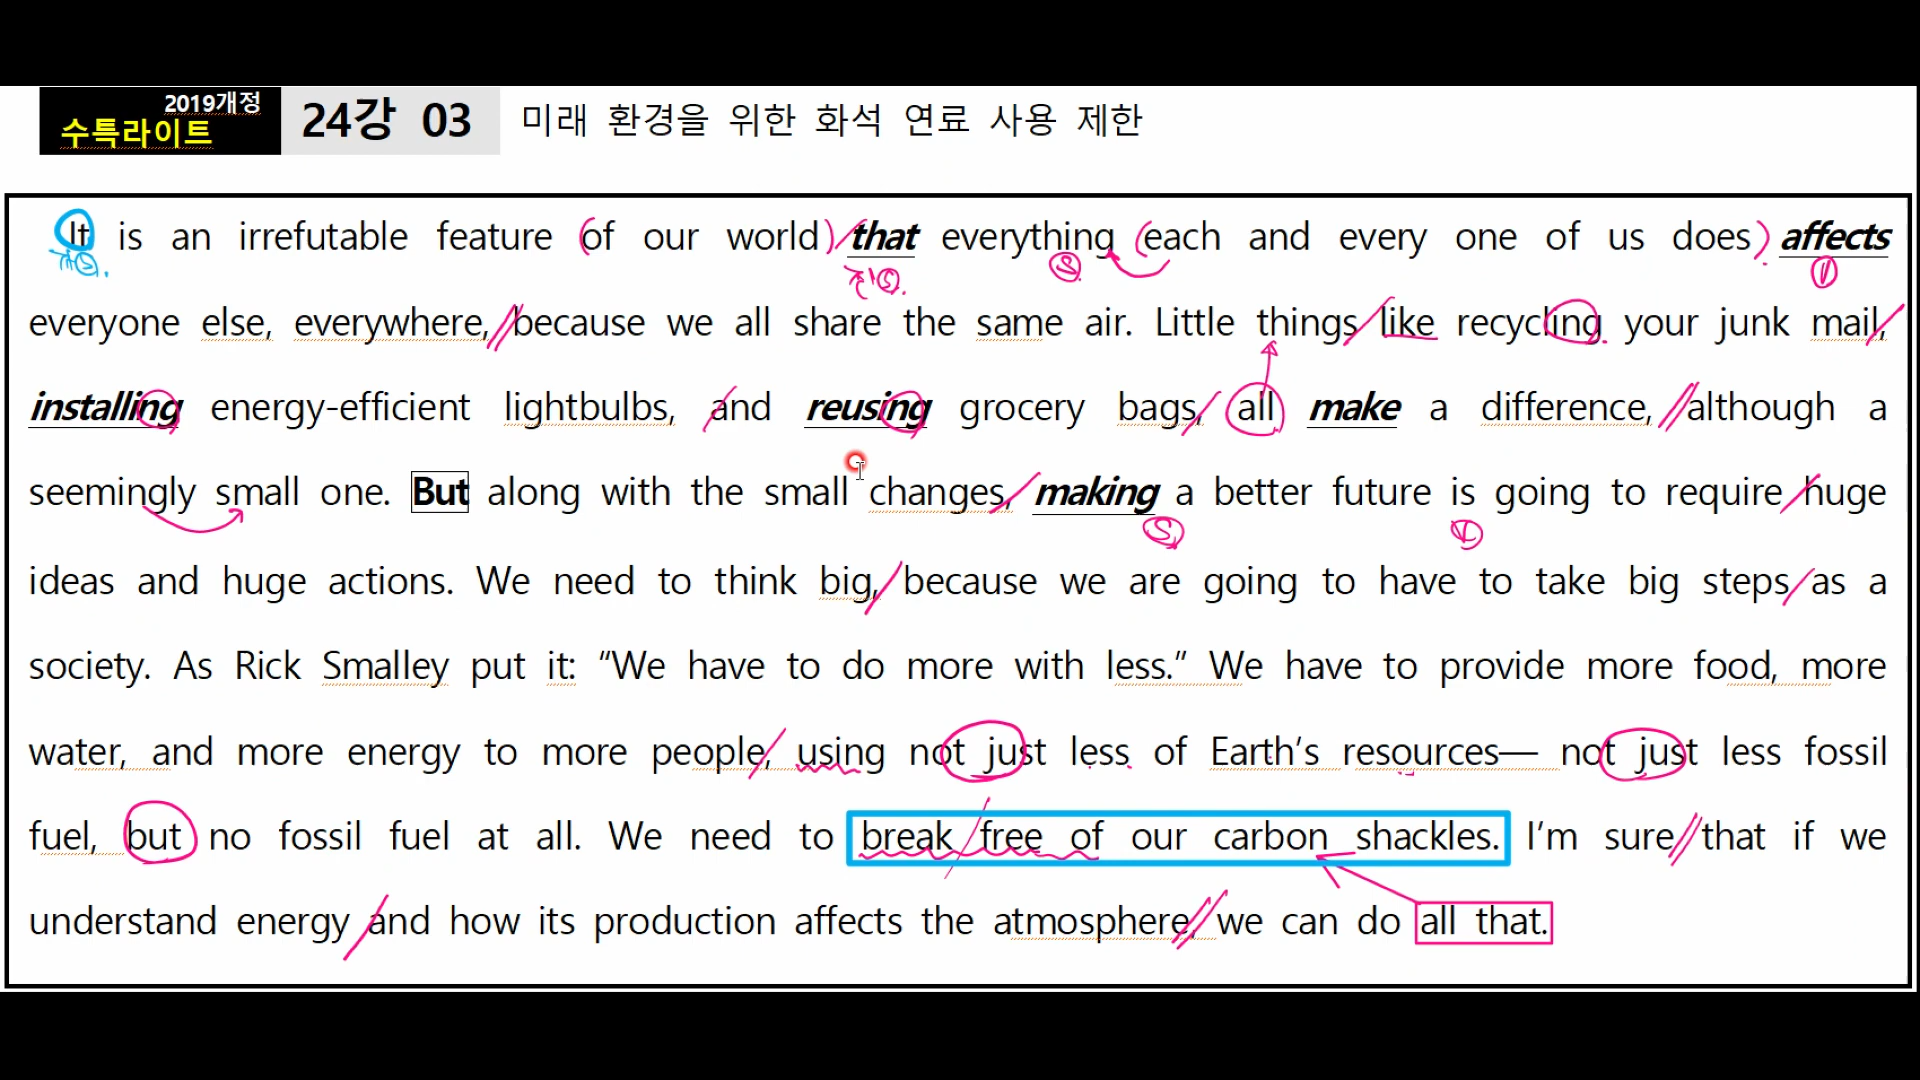 2019개정
수특라이트
24강 03 미래 환경을 위한 화석 연료 사용 제한
It is an irrefutable feature of our world that everything each and every one of us does affects
everyone else, everywhere, because we all share the same air. Little things like recycling your junk mail,
installing energy-efficient lightbulbs, and reusing grocery bags, all make a difference, although a
seemingly small one. But along with the small changes, making a better future is going to require huge
ideas and huge actions. We need to think big, because we are going to have to take big steps as a
society. As Rick Smalley put it: “We have to do more with less.” We have to provide more food, more
water, and more energy to more people, using not just less of Earth’s resources— not just less fossil
fuel, but no fossil fuel at all. We need to break free of our carbon shackles. I’m sure that if we
understand energy and how its production affects the atmosphere, we can do all that.